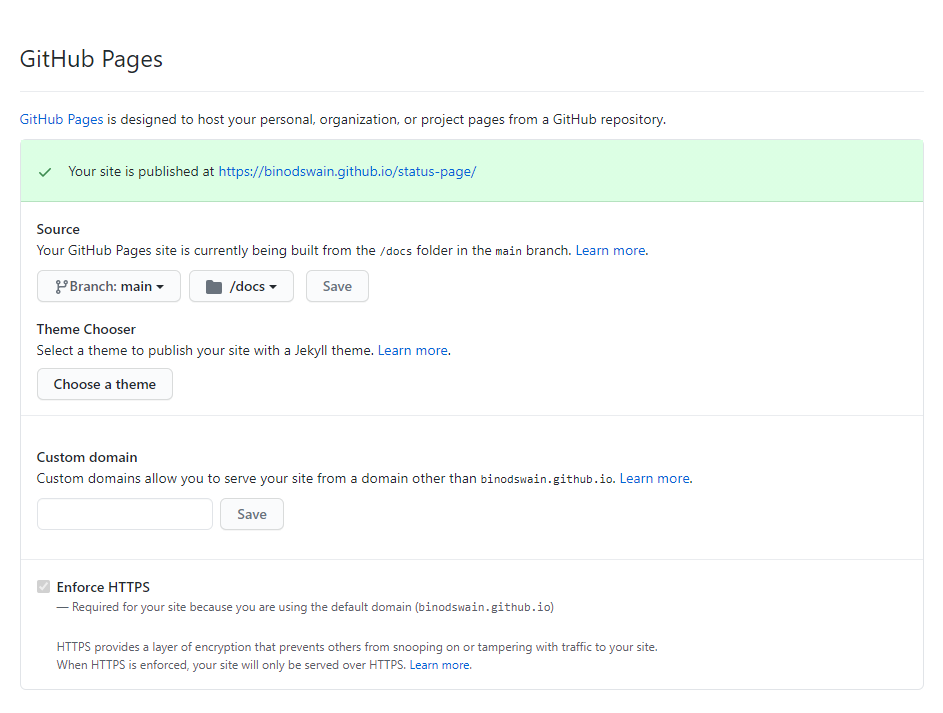 GitHub Pages
GitHub Pages is designed to host your personal, organization, or project pages from a GitHub repository.
Your site is published at https://binodswain.github.io/status-page/
Source
Your GitHub Pages site is currently being built from the /docs folder in the main branch. Learn more.
Branch: main /docs Save
Theme Chooser
Select a theme to publish your site with a Jekyll theme. Learn more.
Choose a theme
Custom domain
Custom domains allow you to serve your site from a domain other than binodswain.github.io. Learn more.
Save
Enforce HTTPS
— Required for your site because you are using the default domain (binodswain.github.io)
HTTPS provides a layer of encryption that prevents others from snooping on or tampering with traffic to your site.
When HTTPS is enforced, your site will only be served over HTTPS. Learn more.